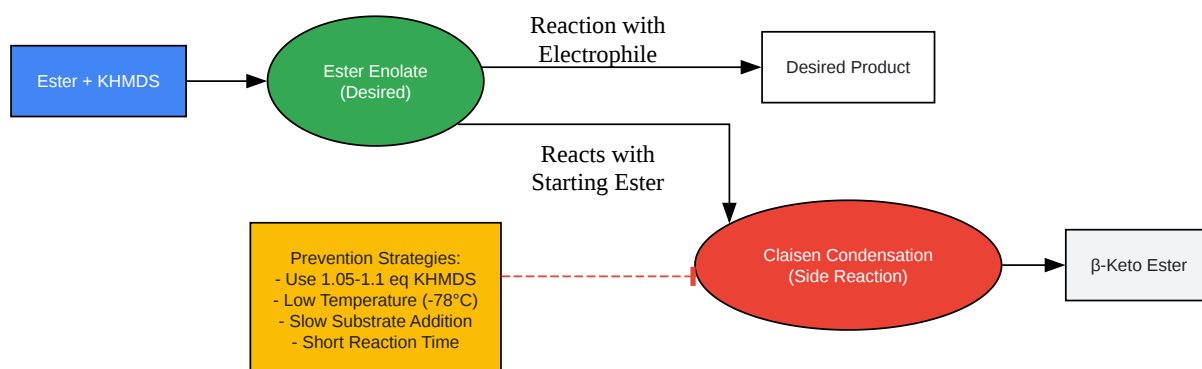 Ester + KHMDS
Ester Enolate
(Desired)
Reaction with
Electrophile
Desired Product
Reacts with
Starting Ester
Prevention Strategies:
- Use 1.05-1.1 eq KHMDS
- Low Temperature (-78°C)
- Slow Substrate Addition
- Short Reaction Time
Claisen Condensation
(Side Reaction)
β-Keto Ester